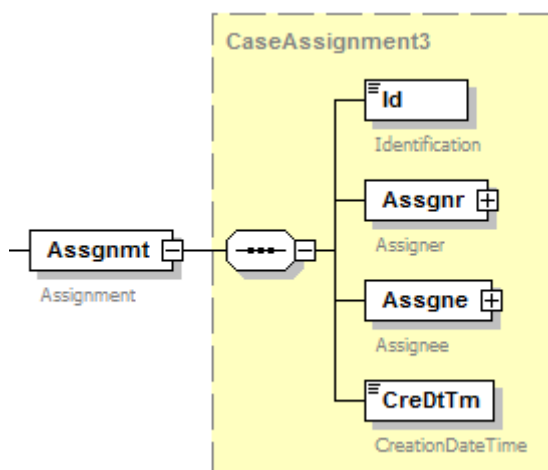 CaseAssignment3
Id
Identification
Assgnr
Assigner
Assgnmt
Assignment
Assgne
Assignee
CreDtTm
CreationDateTime